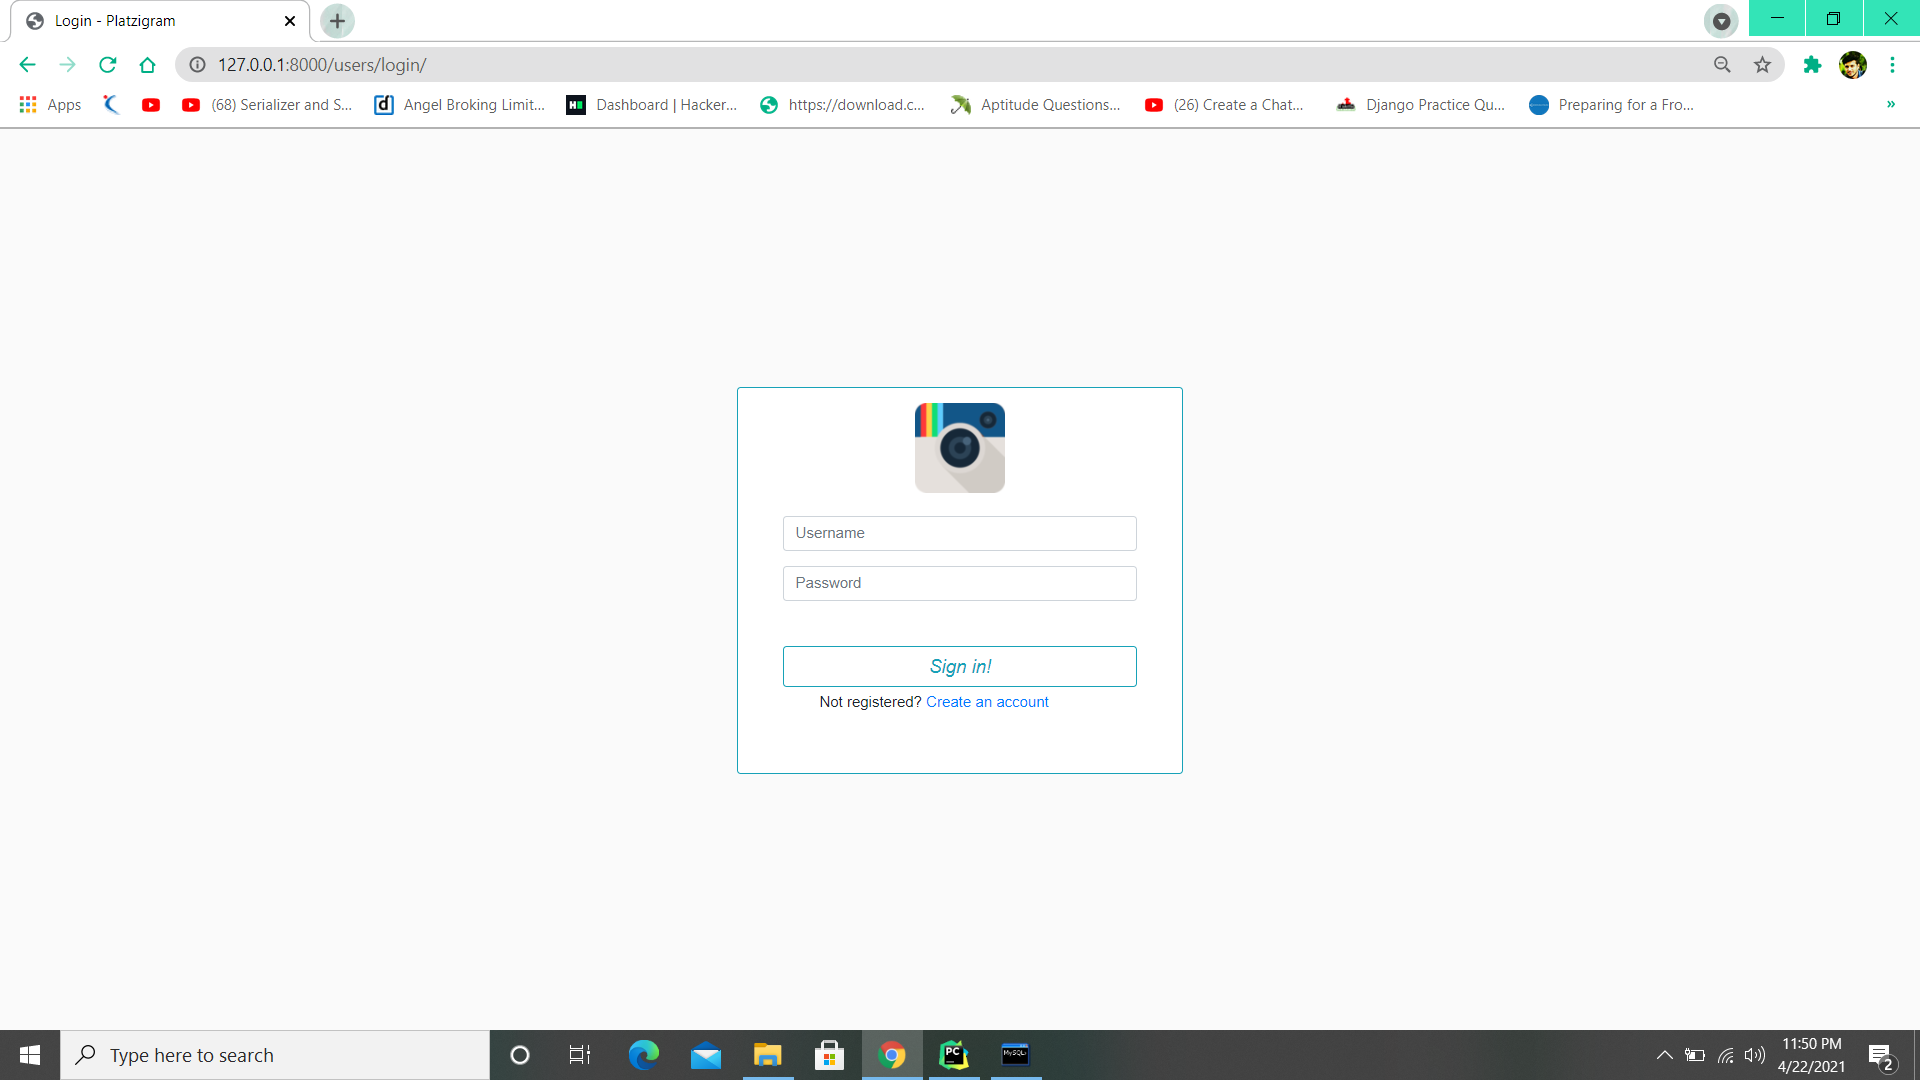 Login - Platzigram
127.0.0.1:8000/users/login/
Apps
(68) Serializer and S...
Angel Broking Limit...
Dashboard | Hacker...
https://download.c...
Aptitude Questions...
(26) Create a Chat...
Django Practice Qu...
Preparing for a Fro...
»
Username
Password
Sign in!
Not registered? Create an account
Type here to search
PC
MySQL
11:50 PM
4/22/2021
2